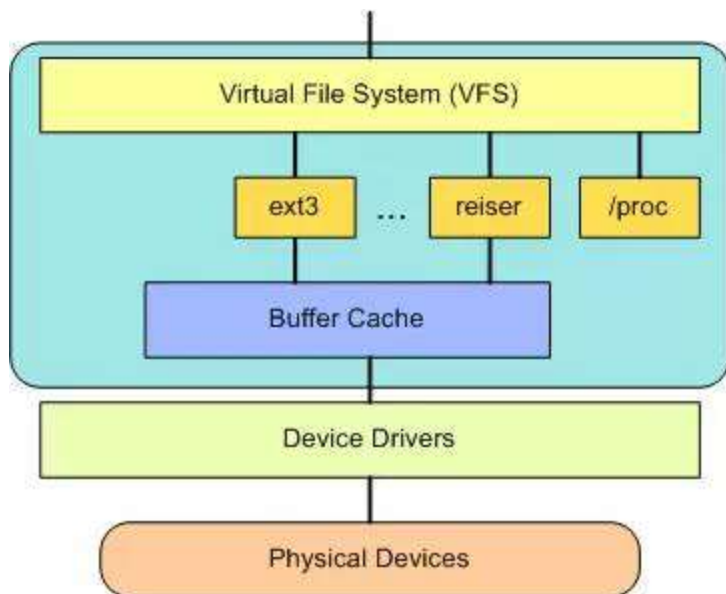 Virtual File System (VFS)
ext3 ... reiser /proc
Buffer Cache
Device Drivers
Physical Devices